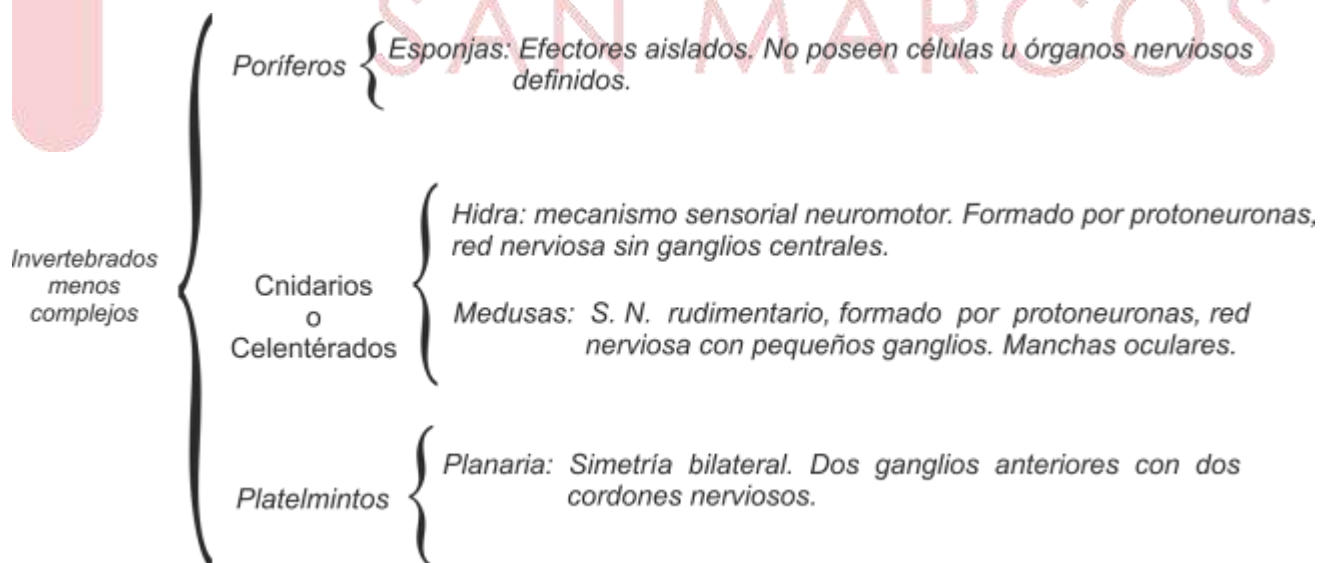 SAN MARCOS
Poríferos
Esponjas: Efectores aislados. No poseen células u órganos nerviosos
definidos.
Invertebrados
menos
complejos
Cnidarios
o
Celentérados
Hidra: mecanismo sensorial neuromotor. Formado por protoneuronas,
red nerviosa sin ganglios centrales.
Medusas: S. N. rudimentario, formado por protoneuronas, red
nerviosa con pequeños ganglios. Manchas oculares.
Platelmintos
Planaria: Simetría bilateral. Dos ganglios anteriores con dos
cordones nerviosos.